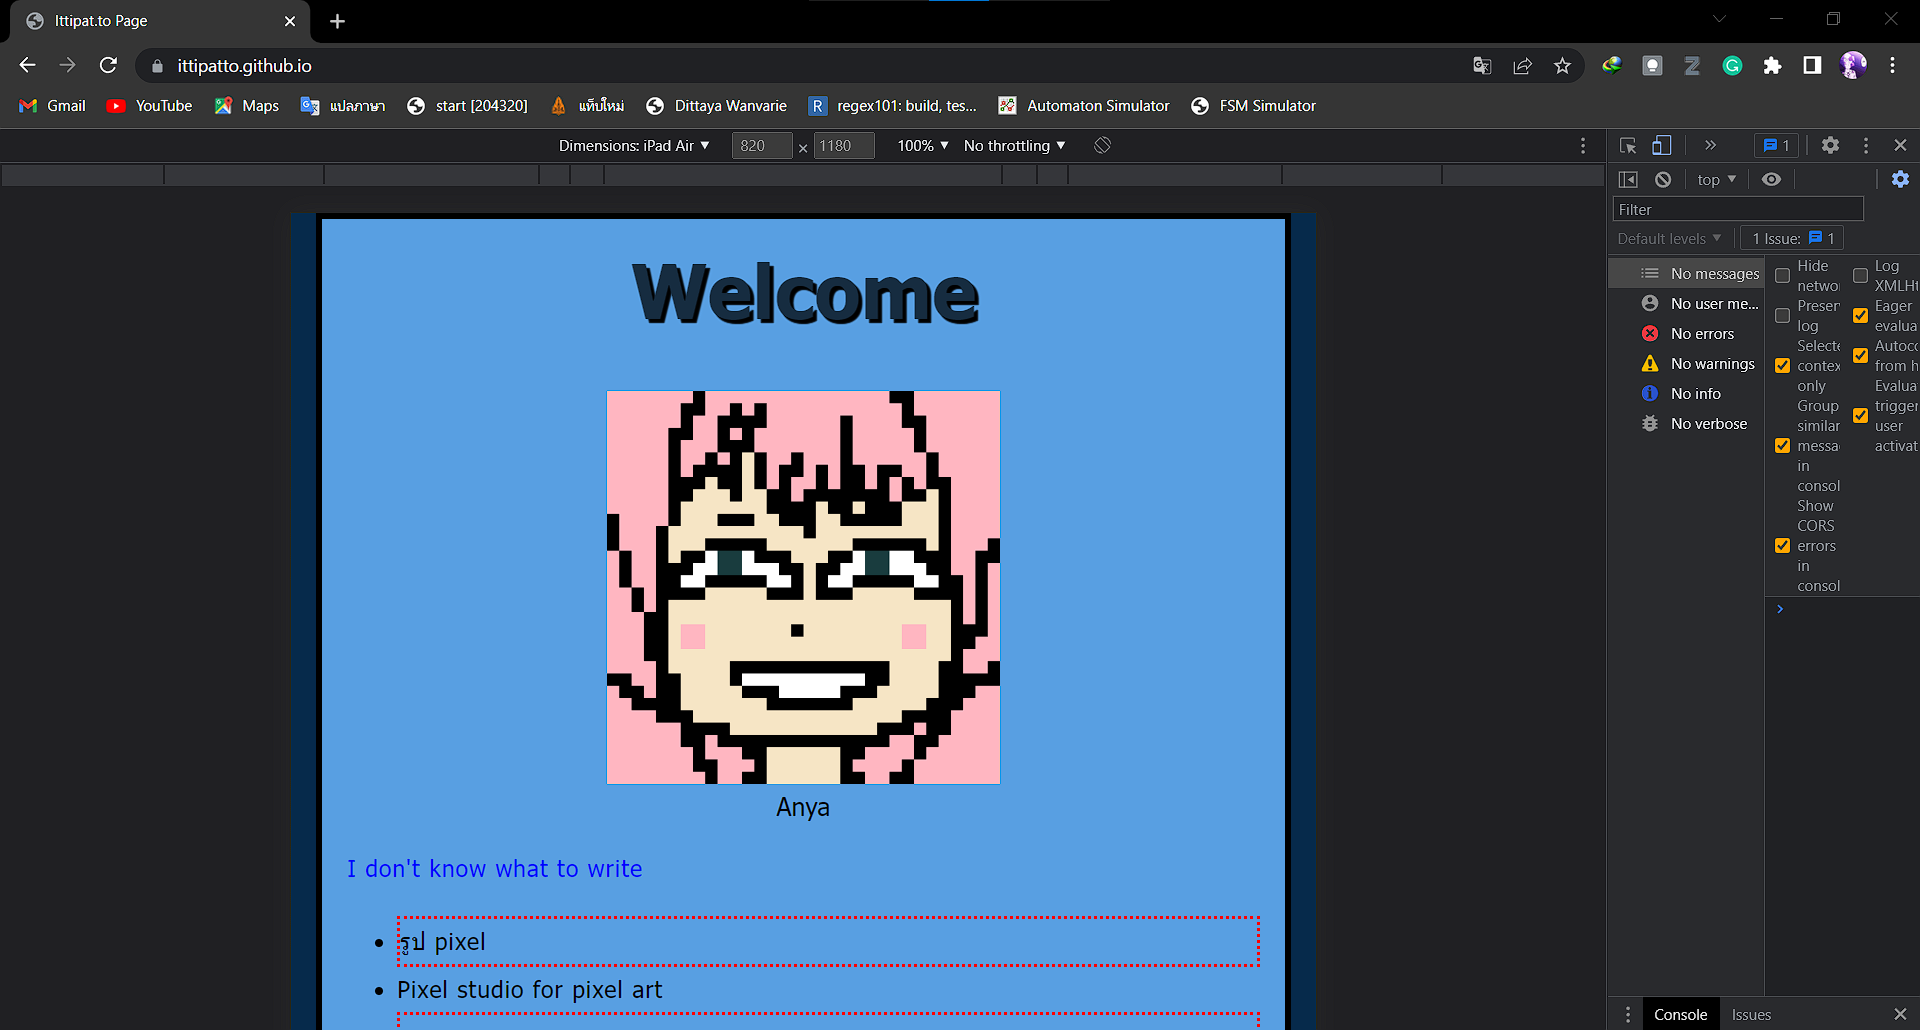 Ittipat.to Page
ittipatto.github.io
Gmail
YouTube
Maps
แปลภาษา
start [204320]
แท็บใหม่
Dittaya Wanvarie
regex101: build, tes...
Automaton Simulator
FSM Simulator
Dimensions: iPad Air
820
×
1180
100%
No throttling
1
top
Filter
Default levels
1 Issue:
1
No messages
No user me...
No errors
No warnings
No info
No verbose
Hide
networ
Preser
log
Selecte
contex
only
Group
similar
messa
in
consol
Show
CORS
errors
in
consol
Log
XMLHt
Eager
evalua
Autoco
from h
Evalua
trigger
user
activat
Welcome
Anya
I don't know what to write
รูป pixel
Pixel studio for pixel art
Console
Issues